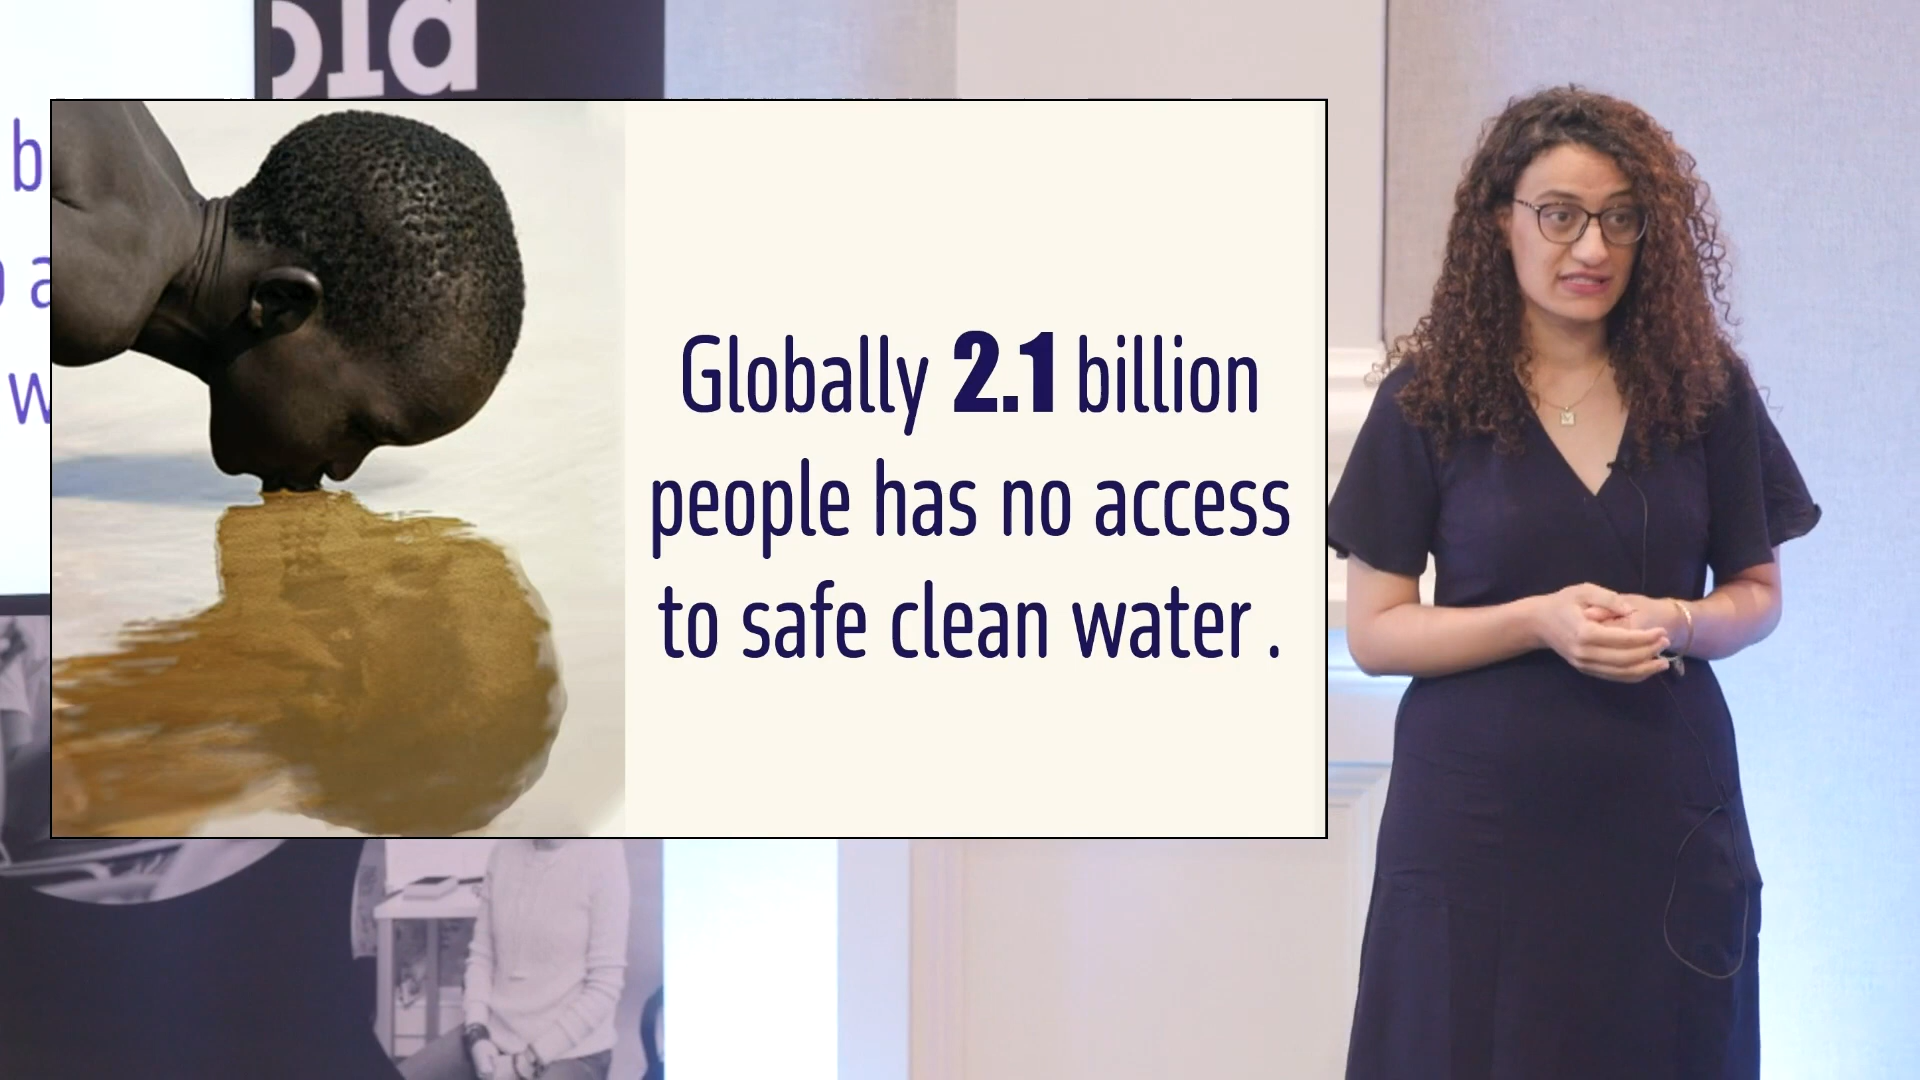 Globally 2.1 billion
people has no access
to safe clean water .